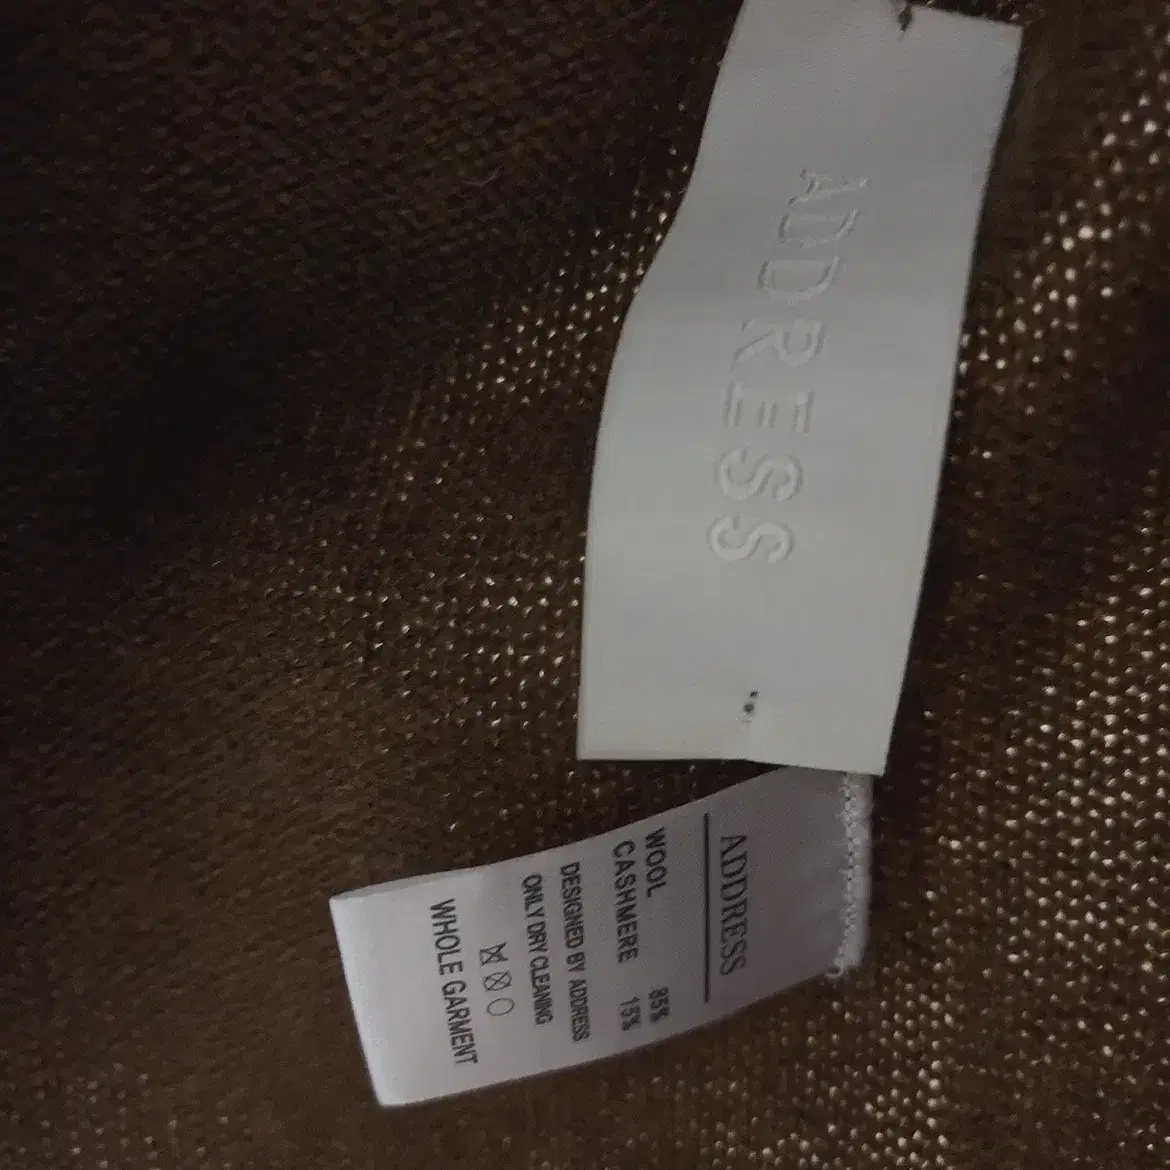 ADDRESS
ADDRESS
WOOL 85%
CASHMERE 15%
DESIGNED BY ADDRESS
ONLY DRY CLEANING
WHOLE GARMENT